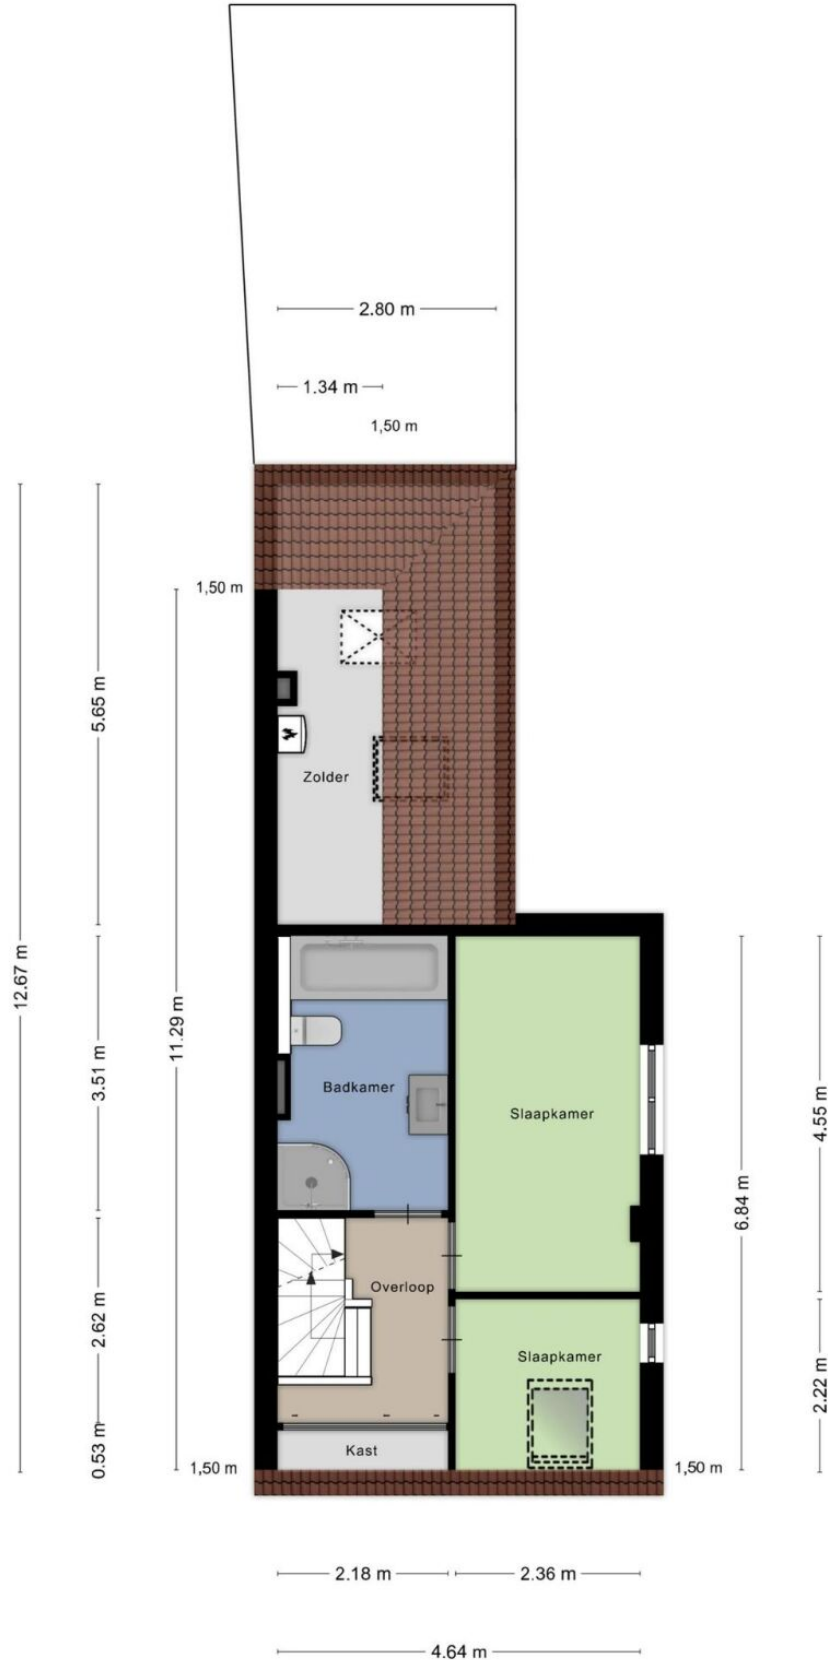 2.80 m
1.34 m
1,50 m
1,50 m
5.65 m
Zolder
12.67 m
11.29 m
3.51 m
Badkamer
Slaapkamer
4.55 m
6.84 m
Overloop
2.62 m
Slaapkamer
2.22 m
0.53 m
Kast
1,50 m
1,50 m
2.18 m
2.36 m
4.64 m